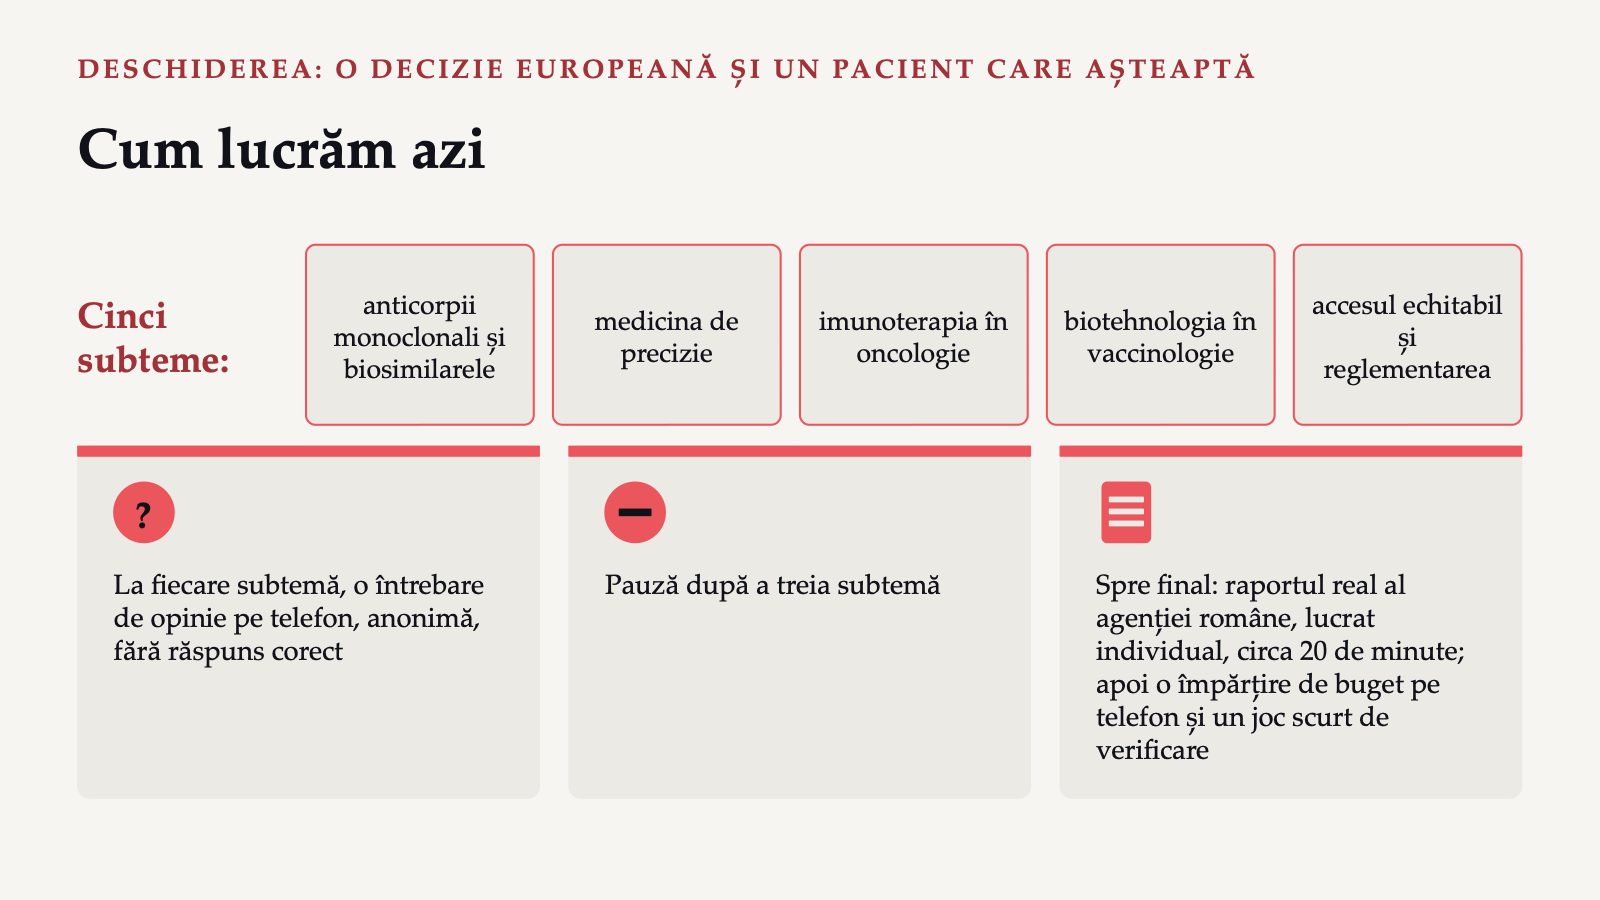 DESCHIDEREA: O DECIZIE EUROPEANĂ ȘI UN PACIENT CARE AȘTEAPTĂ
Cum lucrăm azi
Cinci
subteme:
anticorpii
monoclonali și
biosimilarele
medicina de
precizie
imunoterapia în
oncologie
biotehnologia în
vaccinologie
accesul echitabil
și
reglementarea
?
La fiecare subtemă, o întrebare
de opinie pe telefon, anonimă,
fără răspuns corect
Pauză după a treia subtemă
Spre final: raportul real al
agenției române, lucrat
individual, circa 20 de minute;
apoi o împărțire de buget pe
telefon și un joc scurt de
verificare